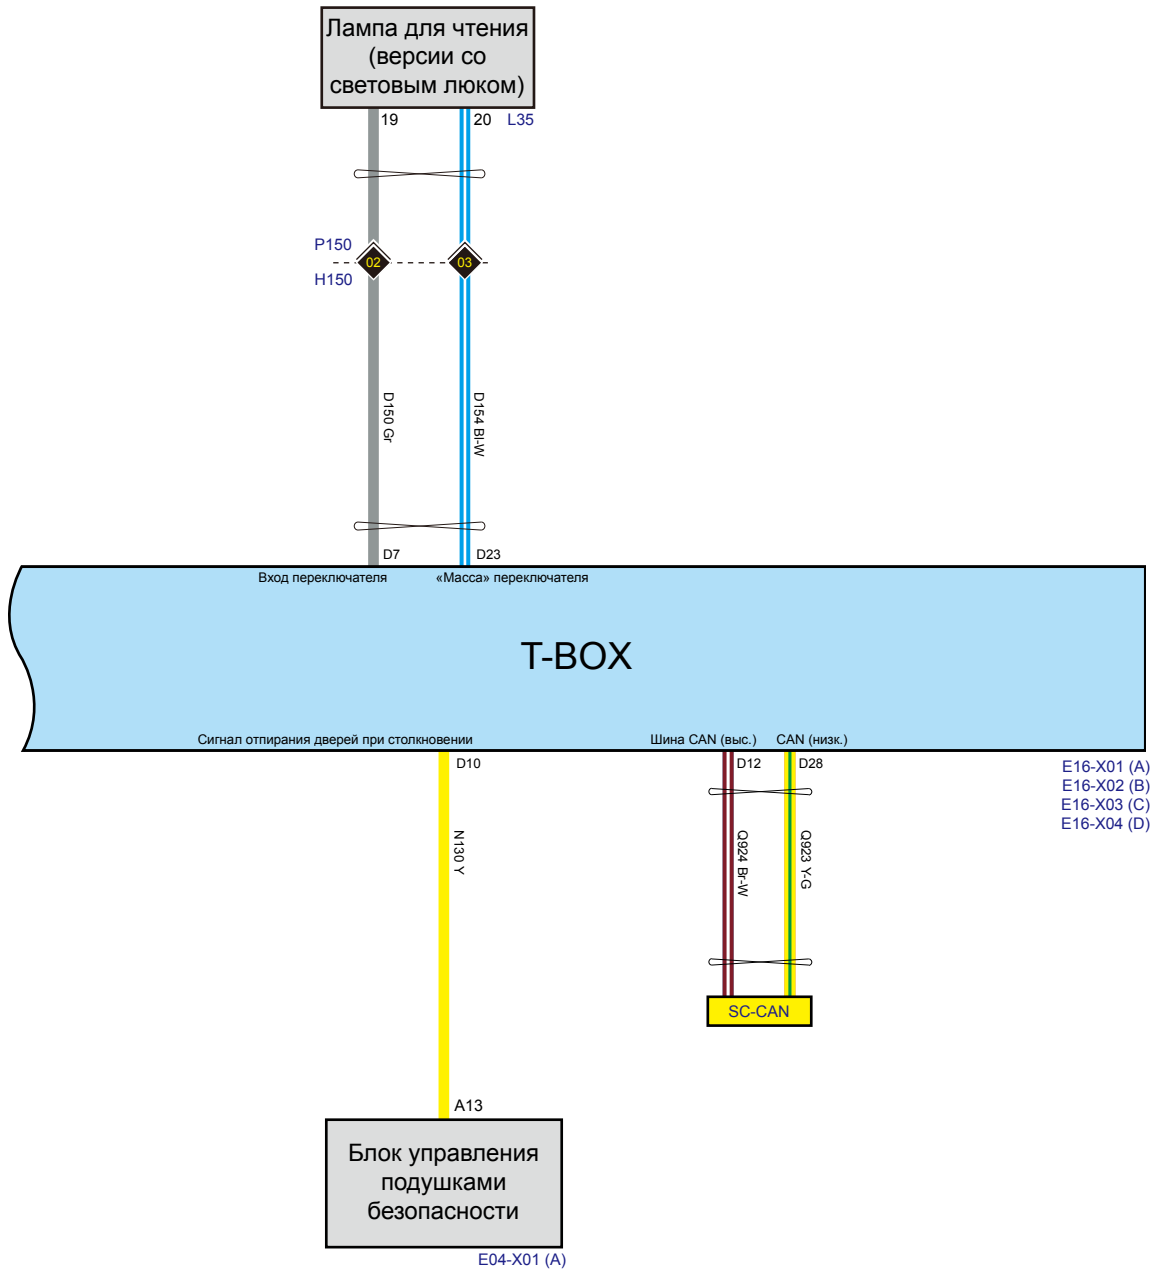 Лампа для чтения
(версии со
световым люком)
19
20
L35
P150
02
03
H150
D150 Gr
D154 Bl-W
D7
D23
Вход переключателя
«Масса» переключателя
T-BOX
Сигнал отпирания дверей при столкновении
Шина CAN (выс.)
CAN (низк.)
D10
D12
D28
E16-X01 (A)
E16-X02 (B)
E16-X03 (C)
E16-X04 (D)
N130 Y
Q924 Br-W
Q923 Y-G
SC-CAN
A13
Блок управления
подушками
безопасности
E04-X01 (A)